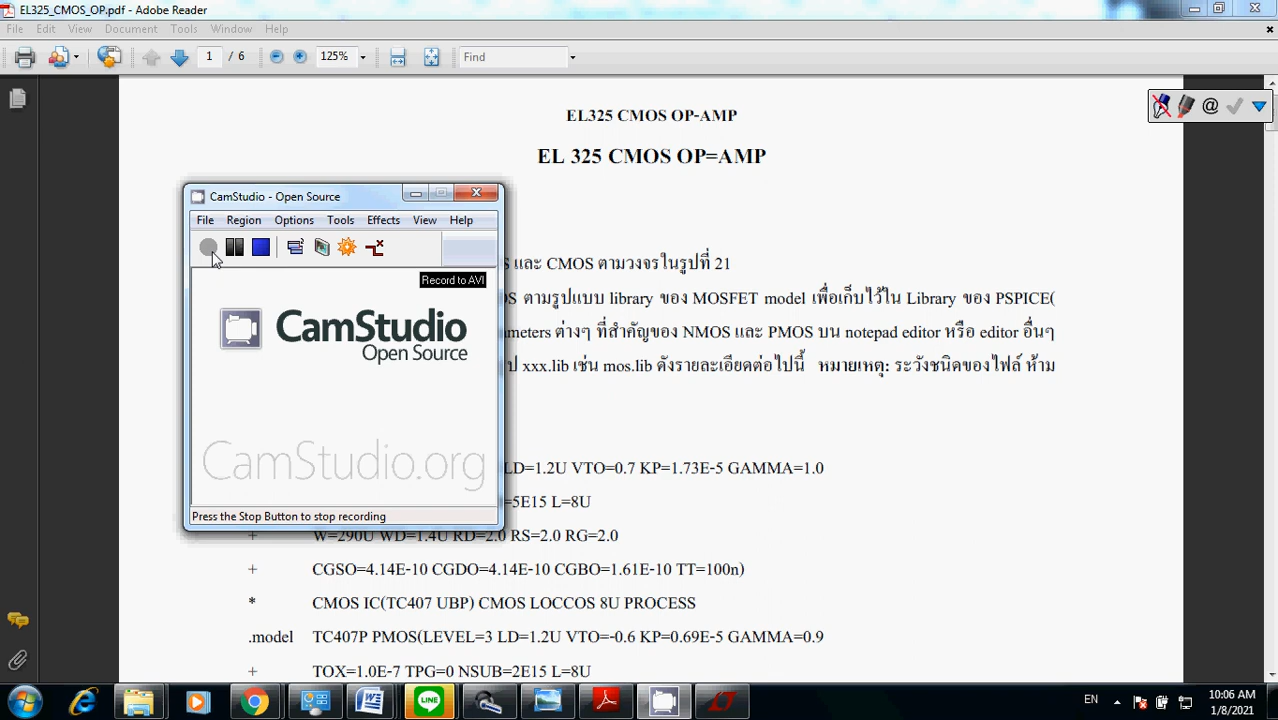 EL325_CMOS_OP.pdf - Adobe Reader
File Edit View Document Tools Window Help
1 / 6 125% Find
EL325 CMOS OP-AMP
EL 325 CMOS OP=AMP
CamStudio - Open Source
File Region Options Tools Effects View Help
Record to AVI
CamStudio
Open Source
CamStudio.org
Press the Stop Button to stop recording
S และ CMOS ตามวงจรในรูปที่ 21
OS ตามรูปแบบ library ของ MOSFET model เพื่อเก็บไว้ใน Library ของ PSPICE(
ameters ต่างๆ ที่สำคัญของ NMOS และ PMOS บน notepad editor หรือ editor อื่นๆ
ป xxx.lib เช่น mos.lib ดังรายละเอียดต่อไปนี้ หมายเหตุ: ระวังชนิดของไฟล์ ห้าม
LD=1.2U VTO=0.7 KP=1.73E-5 GAMMA=1.0
=5E15 L=8U
+ W=290U WD=1.4U RD=2.0 RS=2.0 RG=2.0
+ CGSO=4.14E-10 CGDO=4.14E-10 CGBO=1.61E-10 TT=100n)
* CMOS IC(TC407 UBP) CMOS LOCCOS 8U PROCESS
.model TC407P PMOS(LEVEL=3 LD=1.2U VTO=-0.6 KP=0.69E-5 GAMMA=0.9
+ TOX=1.0E-7 TPG=0 NSUB=2E15 L=8U
LINE
EN
10:06 AM
1/8/2021